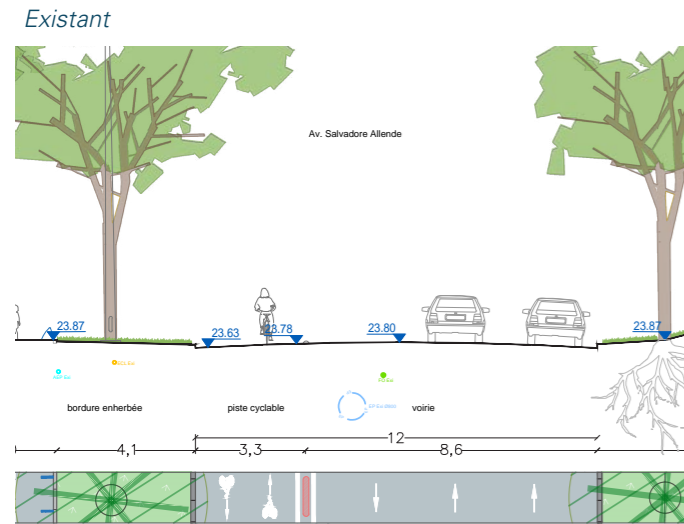 Existant
Av. Salvadore Allende
23.87
23.63
23.78
23.80
23.87
bordure enherbée
piste cyclable
voirie
12
4,1
3,3
8,6